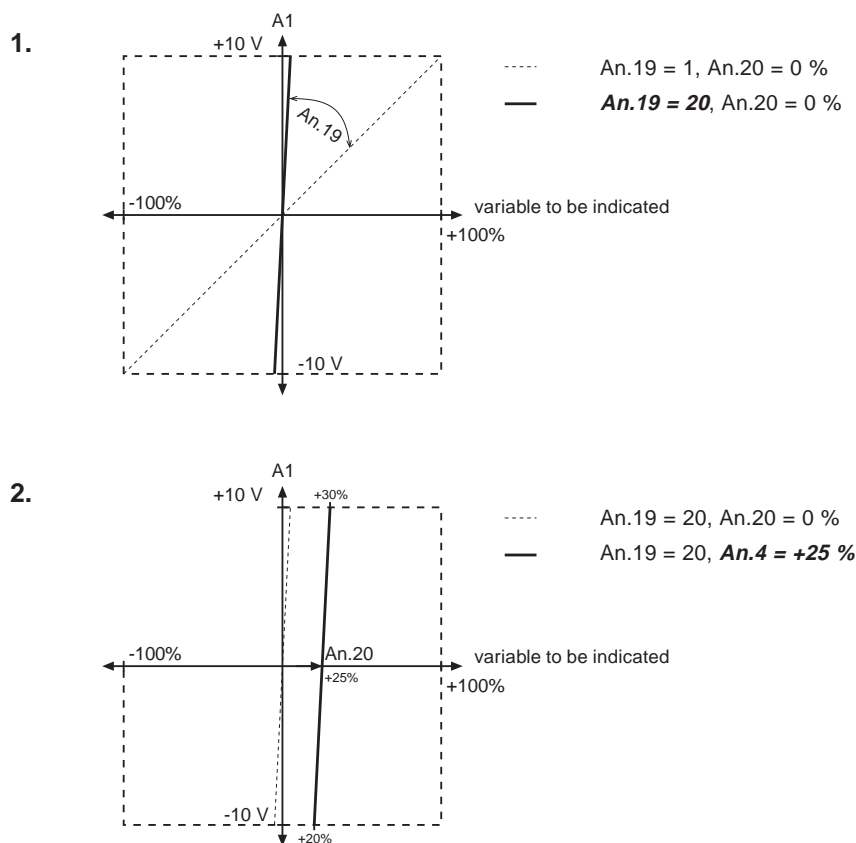 1.
A1
+10 V
An.19 = 1, An.20 = 0 %
An.19 = 20, An.20 = 0 %
An.19
-100%
variable to be indicated
+100%
-10 V
2.
A1
+10 V
+30%
An.19 = 20, An.20 = 0 %
An.19 = 20, An.4 = +25 %
-100%
An.20
variable to be indicated
+25%
+100%
-10 V
+20%